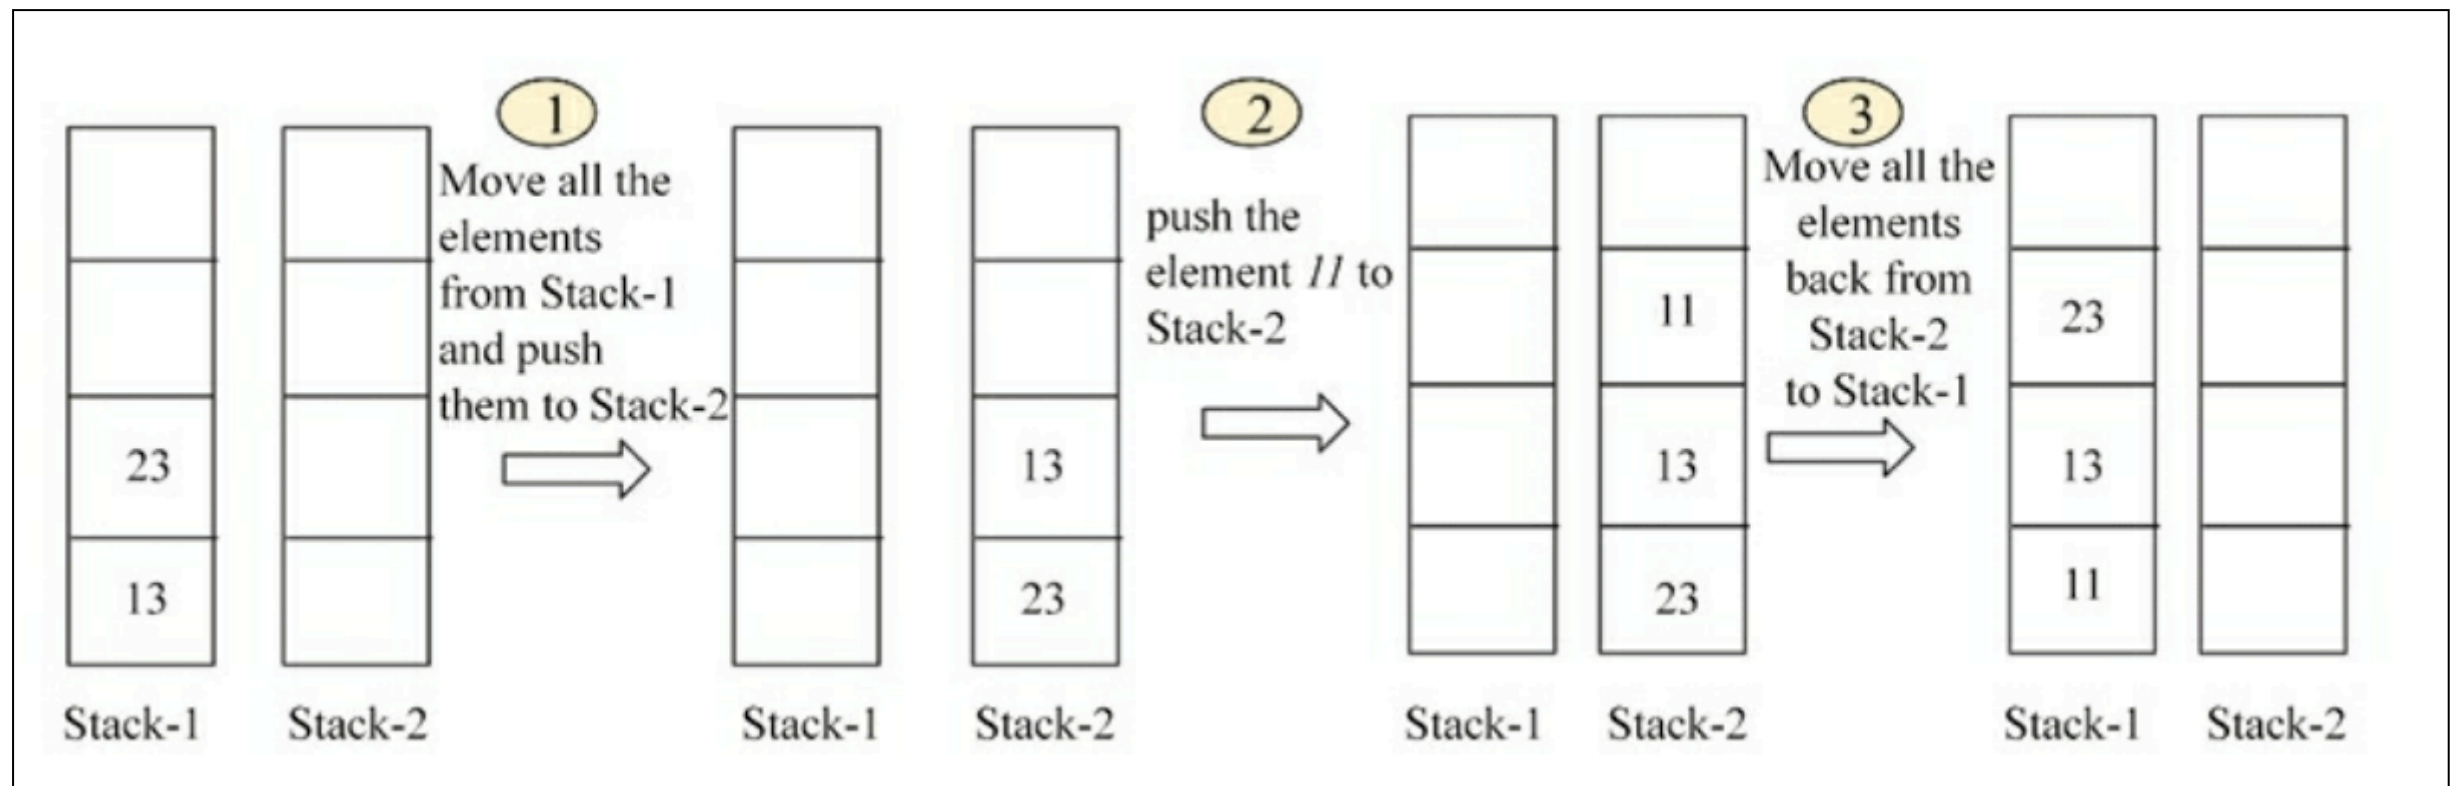 1
Move all the
elements
from Stack-1
and push
them to Stack-2
23
13
Stack-1
Stack-2
2
push the
element 11 to
Stack-2
13
23
Stack-1
Stack-2
3
Move all the
elements
back from
Stack-2
to Stack-1
11
13
23
Stack-1
Stack-2
23
13
11
Stack-1
Stack-2